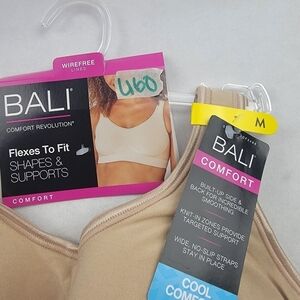 WIREFREE
BALI®
COMFORT REVOLUTION®
Flexes To Fit
SHAPES &
SUPPORTS
COMFORT
U60
M
BALI
COMFORT
BUILT-UP SIDE &
BACK FOR INCREDIBLE
SMOOTHING
KNIT-IN ZONES PROVIDE
TARGETED SUPPORT
WIDE, NO-SLIP STRAPS
STAY IN PLACE
COOL